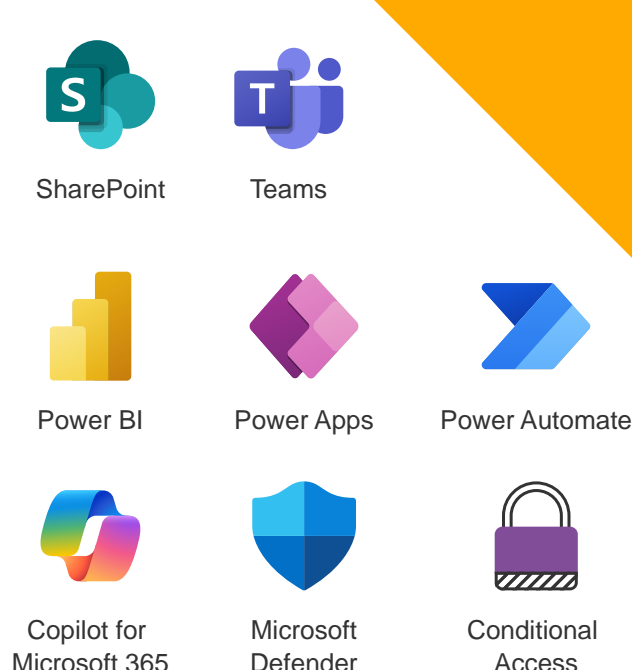 S
T
SharePoint
Teams
Power BI
Power Apps
Power Automate
Copilot for
Microsoft 365
Microsoft
Defender
Conditional
Access